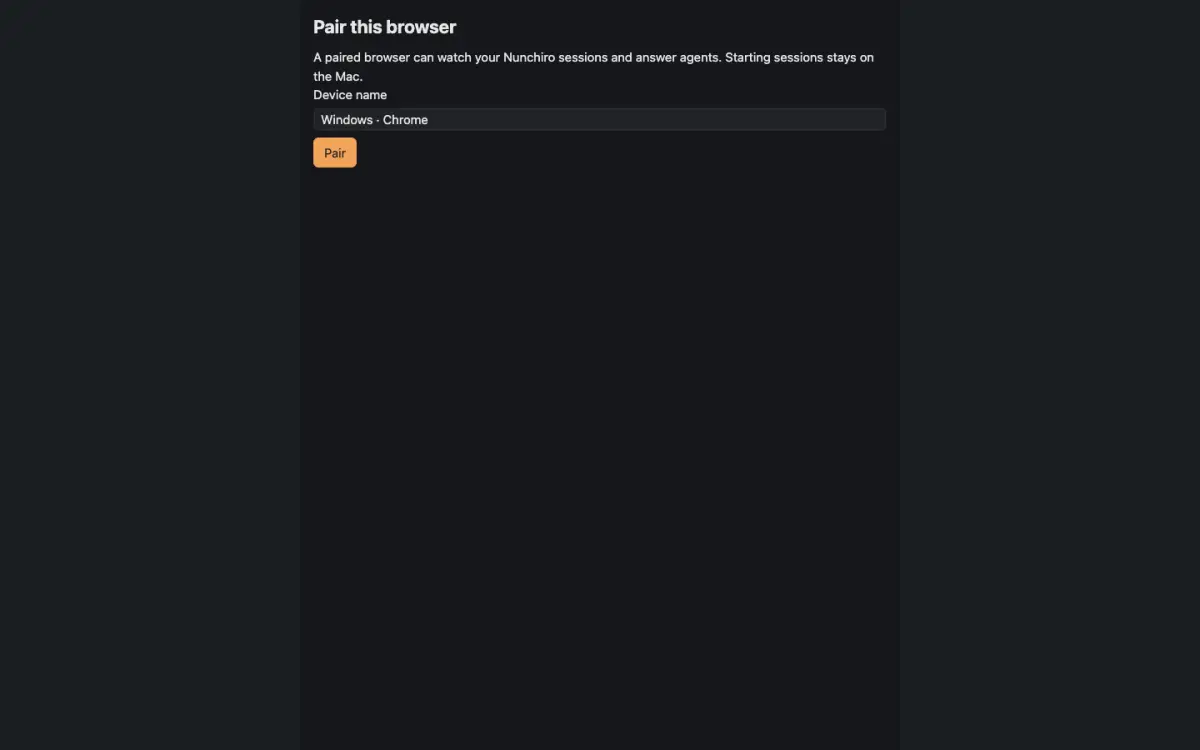 Pair this browser
A paired browser can watch your Nunchiro sessions and answer agents. Starting sessions stays on
the Mac.
Device name
Windows · Chrome
Pair